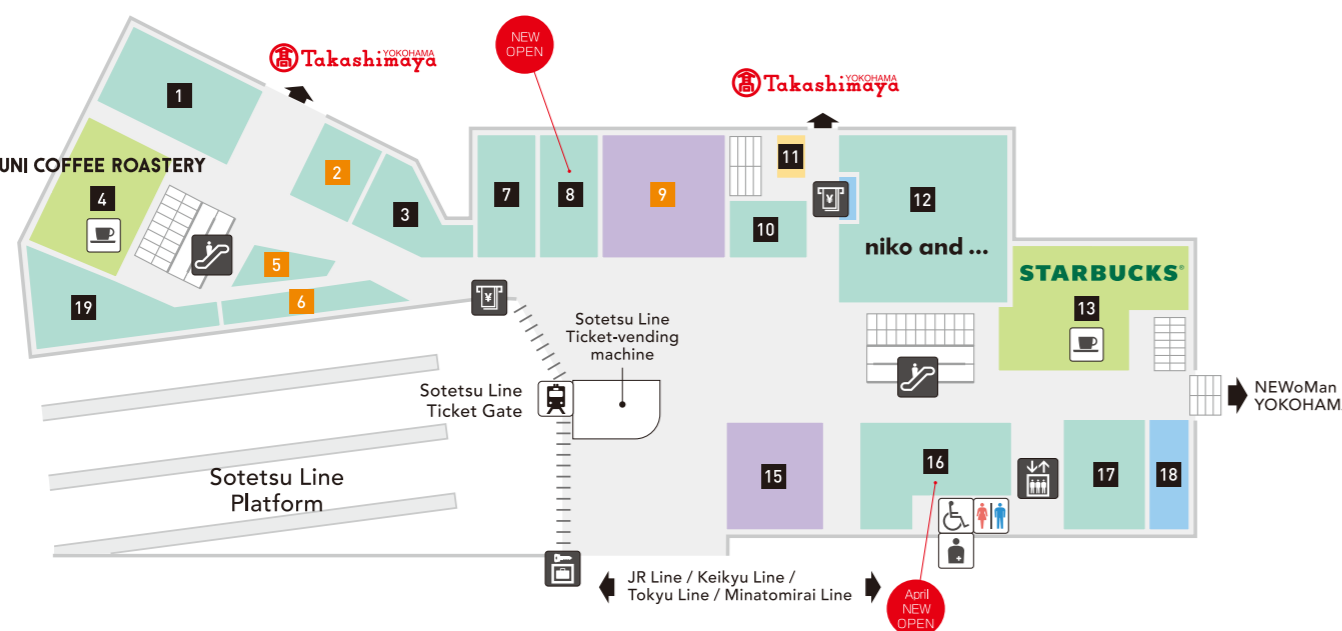 NEW
OPEN
髙 Takashimaya YOKOHAMA
髙 Takashimaya YOKOHAMA
1
2
3
UNI COFFEE ROASTERY
4
5
6
19
7
8
9
10
11
¥
12
niko and ...
STARBUCKS®
13
¥
Sotetsu Line
Ticket-vending
machine
Sotetsu Line
Ticket Gate
NEWoMan
YOKOHAM
Sotetsu Line
Platform
15
16
17
18
JR Line / Keikyu Line /
Tokyu Line / Minatomirai Line
April
NEW
OPEN